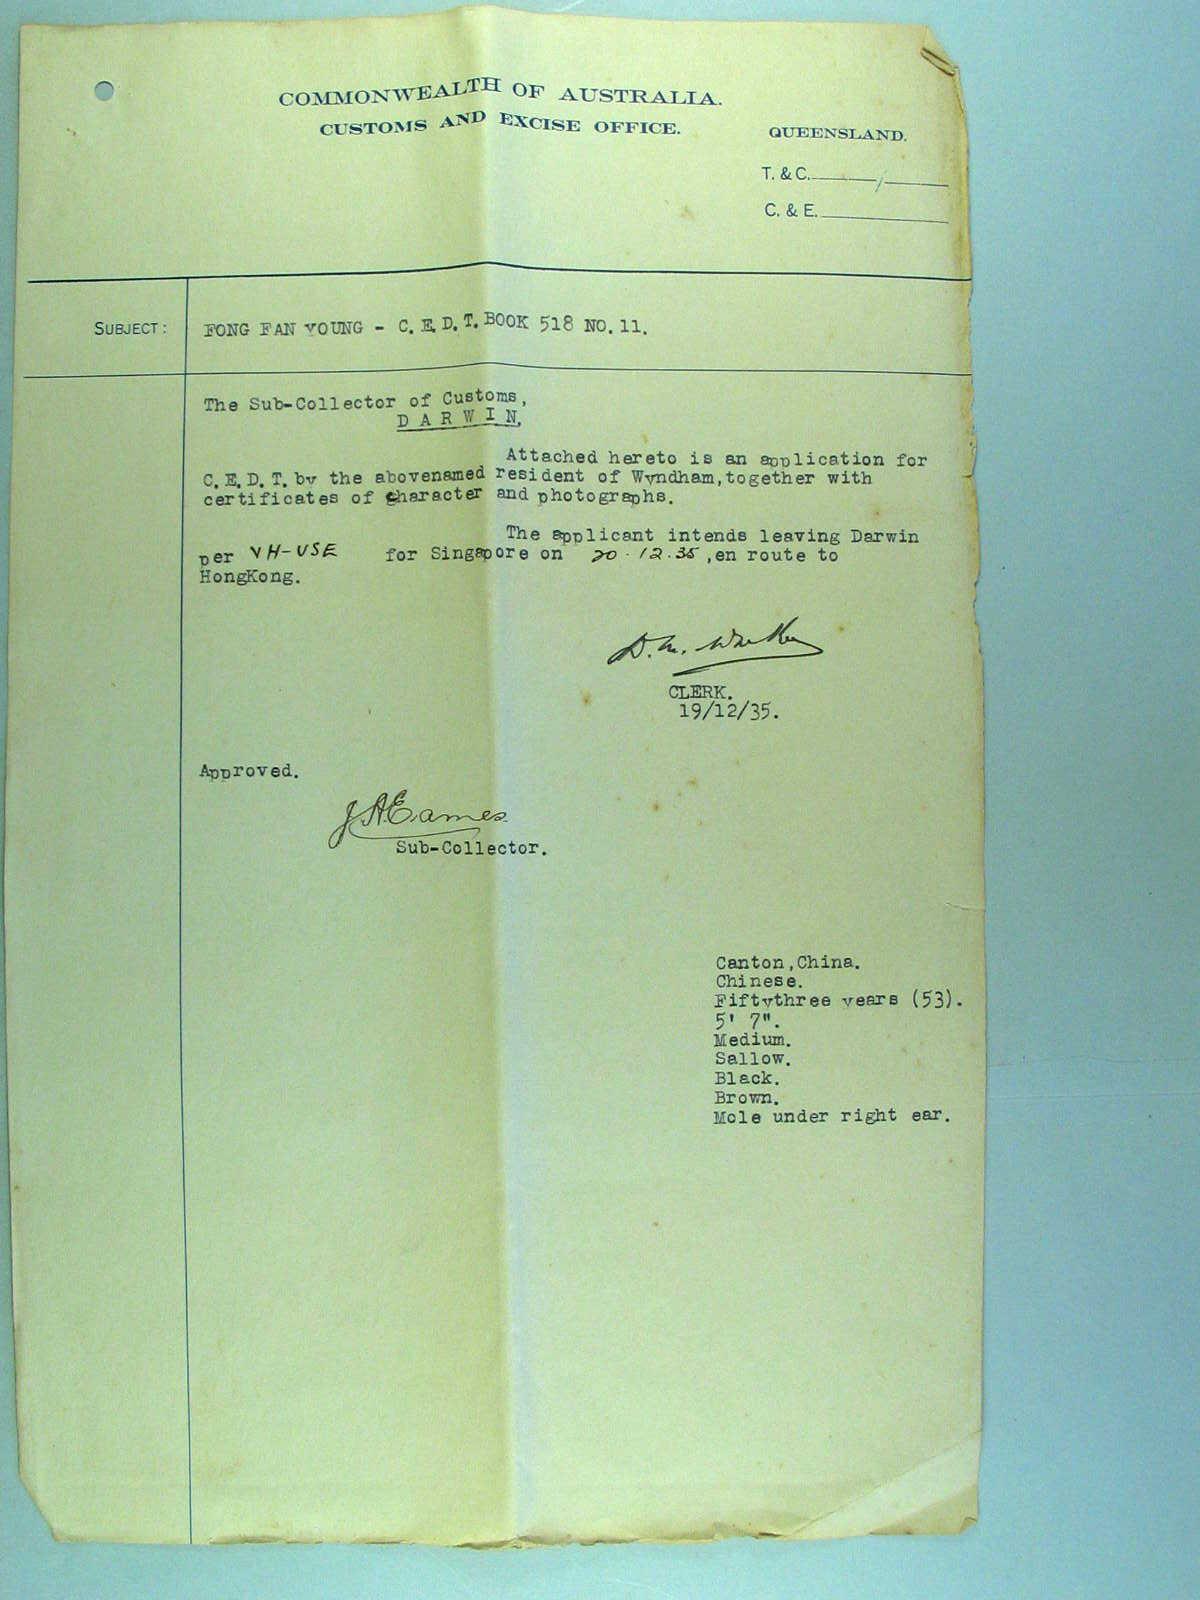 COMMONWEALTH OF AUSTRALIA.
CUSTOMS AND EXCISE OFFICE.
QUEENSLAND.
T. & C. /
C. & E.
SUBJECT:
FONG FAN YOUNG - C.E.D.T. BOOK 518 NO.11.
The Sub-Collector of Customs,
DARWIN,
Attached hereto is an application for
C.E.D.T. by the abovenamed resident of Wyndham, together with
certificates of character and photographs.
The applicant intends leaving Darwin
per VH-USE for Singapore on 20.12.35, en route to
HongKong.
CLERK.
19/12/35.
Approved.
J A Eames
Sub-Collector.
Canton, China.
Chinese.
Fiftythree years (53).
5' 7".
Medium.
Sallow.
Black.
Brown.
Mole under right ear.